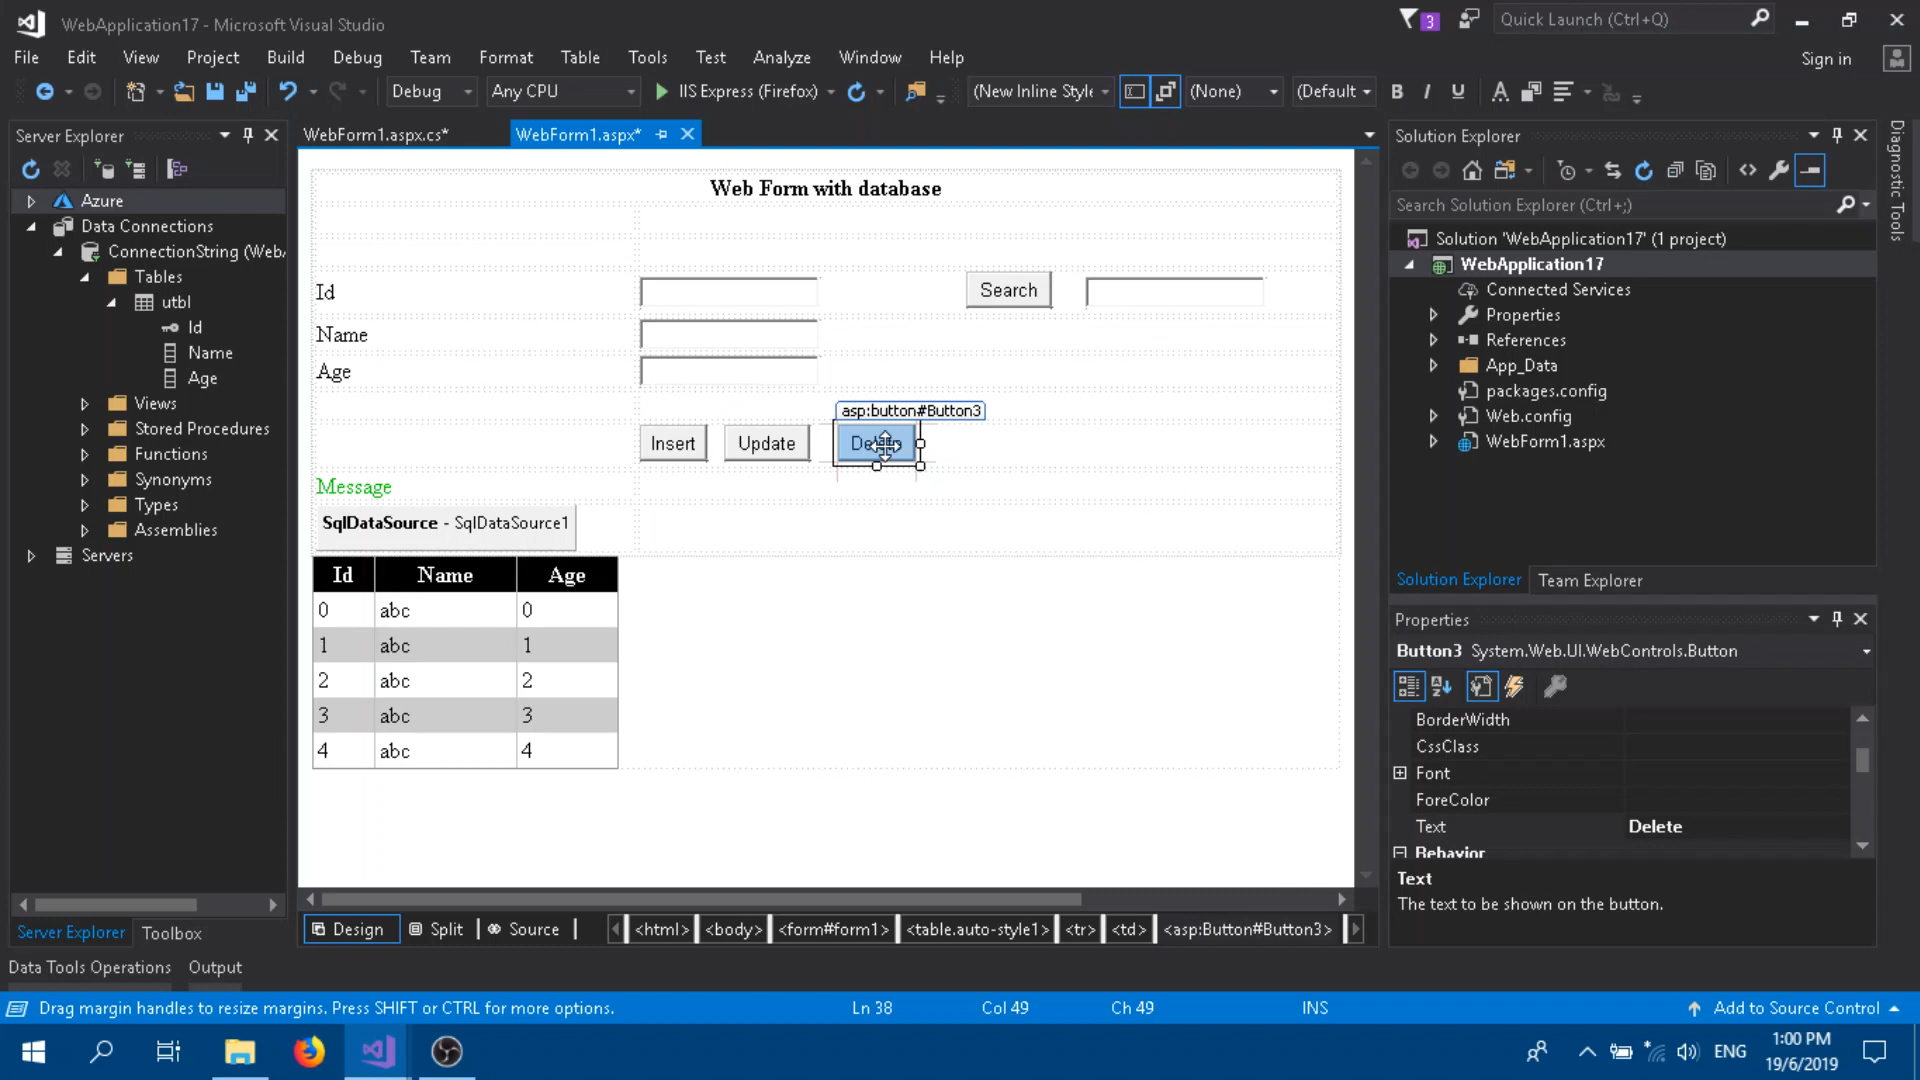 WebApplication17 - Microsoft Visual Studio
3
Quick Launch (Ctrl+Q)
File Edit View Project Build Debug Team Format Table Tools Test Analyze Window Help
Sign in
Debug
Any CPU
IIS Express (Firefox)
(New Inline Style
(None)
(Default
B I U A
Server Explorer
WebForm1.aspx.cs*
WebForm1.aspx*
Solution Explorer
Diagnostic Tools
Azure
Data Connections
ConnectionString (Web
Tables
utbl
Id
Name
Age
Views
Stored Procedures
Functions
Synonyms
Types
Assemblies
Servers
Server Explorer
Toolbox
Data Tools Operations
Output
Web Form with database
Id
Search
Name
Age
asp:button#Button3
Insert
Update
Message
SqlDataSource - SqlDataSource1
Id Name Age
0 abc 0
1 abc 1
2 abc 2
3 abc 3
4 abc 4
Design
Split
Source
<html>
<body>
<form#form1>
<table.auto-style1>
<tr>
<td>
<asp:Button#Button3>
Search Solution Explorer (Ctrl+;)
Solution 'WebApplication17' (1 project)
WebApplication17
Connected Services
Properties
References
App_Data
packages.config
Web.config
WebForm1.aspx
Solution Explorer
Team Explorer
Properties
Button3 System.Web.UI.WebControls.Button
BorderWidth
CssClass
Font
ForeColor
Text Delete
Behavior
Text
The text to be shown on the button.
Drag margin handles to resize margins. Press SHIFT or CTRL for more options.
Ln 38
Col 49
Ch 49
INS
Add to Source Control
ENG
1:00 PM
19/6/2019